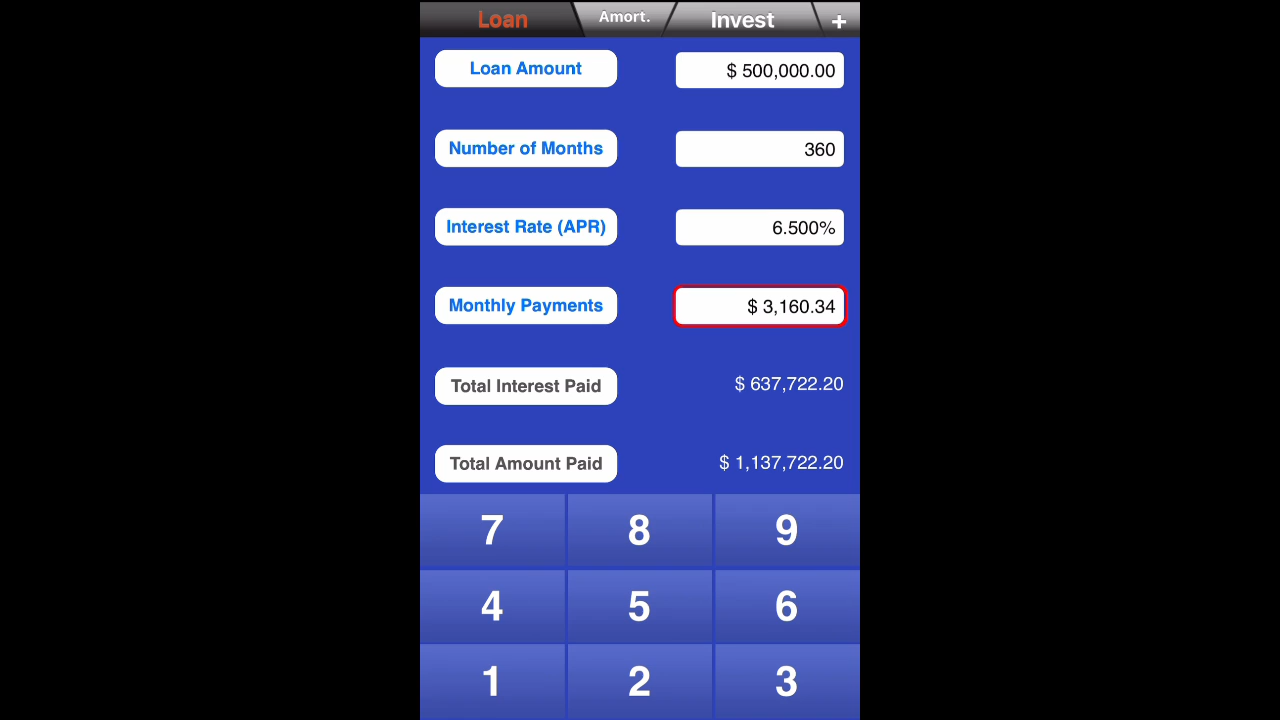 Loan Amort. Invest +
Loan Amount $ 500,000.00
Number of Months 360
Interest Rate (APR) 6.500%
Monthly Payments $ 3,160.34
Total Interest Paid $ 637,722.20
Total Amount Paid $ 1,137,722.20
7 8 9
4 5 6
1 2 3